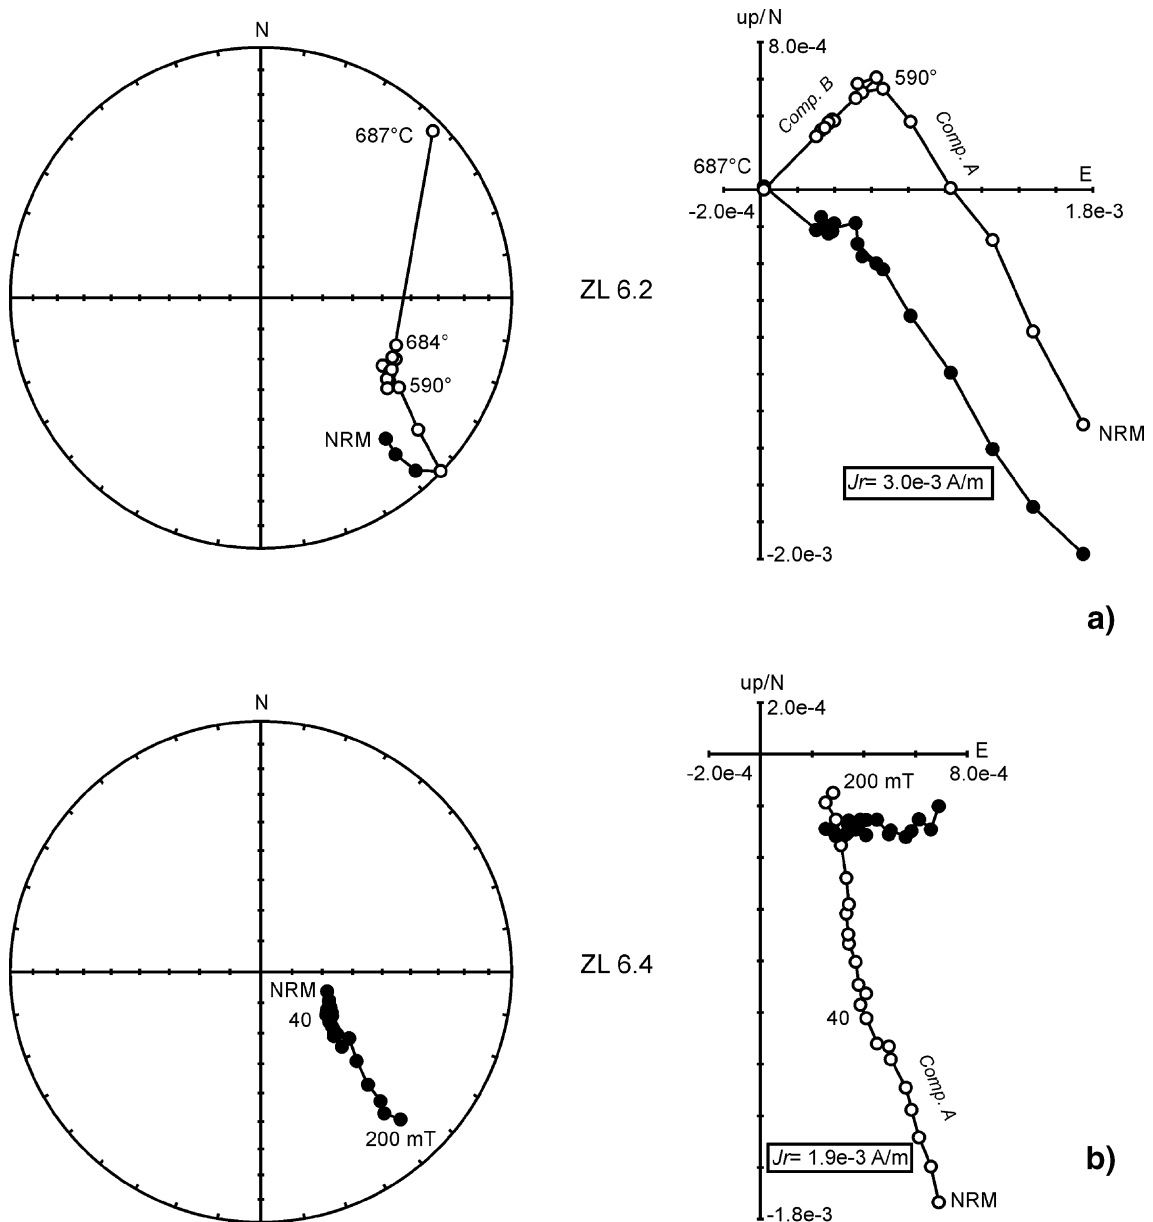 N
687°C
684°
590°
NRM
ZL 6.2
up/N
8.0e-4
590°
Comp. B
Comp. A
687°C
E
-2.0e-4
1.8e-3
NRM
Jr= 3.0e-3 A/m
-2.0e-3
a)
N
NRM
40
200 mT
ZL 6.4
up/N
2.0e-4
E
-2.0e-4
8.0e-4
200 mT
40
Comp. A
Jr= 1.9e-3 A/m
NRM
-1.8e-3
b)